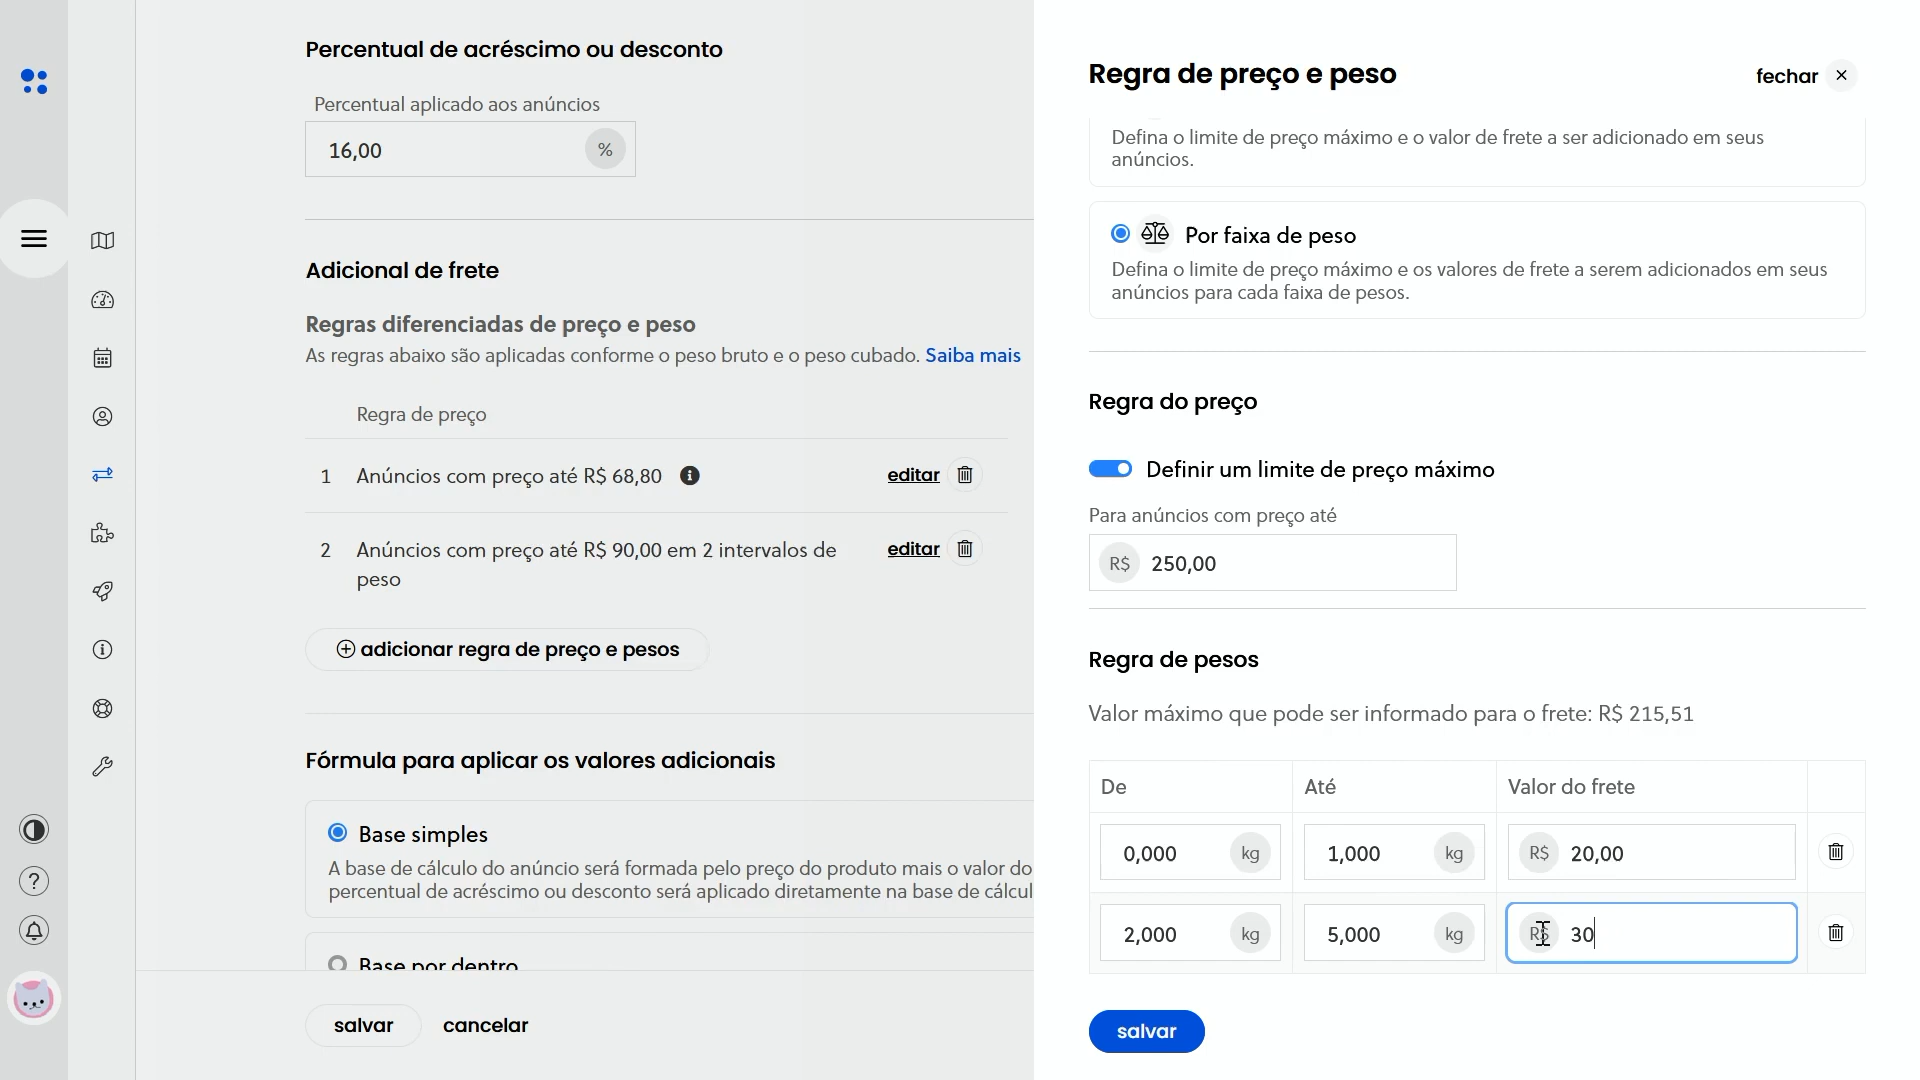 Percentual de acréscimo ou desconto
Percentual aplicado aos anúncios
16,00 %
Adicional de frete
Regras diferenciadas de preço e peso
As regras abaixo são aplicadas conforme o peso bruto e o peso cubado. Saiba mais
Regra de preço
1 Anúncios com preço até R$ 68,80 editar
2 Anúncios com preço até R$ 90,00 em 2 intervalos de peso editar
adicionar regra de preço e pesos
Fórmula para aplicar os valores adicionais
Base simples
A base de cálculo do anúncio será formada pelo preço do produto mais o valor do
percentual de acréscimo ou desconto será aplicado diretamente na base de cálcul
Base por dentro
salvar cancelar
Regra de preço e peso
fechar
Defina o limite de preço máximo e o valor de frete a ser adicionado em seus
anúncios.
Por faixa de peso
Defina o limite de preço máximo e os valores de frete a serem adicionados em seus
anúncios para cada faixa de pesos.
Regra do preço
Definir um limite de preço máximo
Para anúncios com preço até
R$ 250,00
Regra de pesos
Valor máximo que pode ser informado para o frete: R$ 215,51
De Até Valor do frete
0,000 kg 1,000 kg R$ 20,00
2,000 kg 5,000 kg R$ 30
salvar